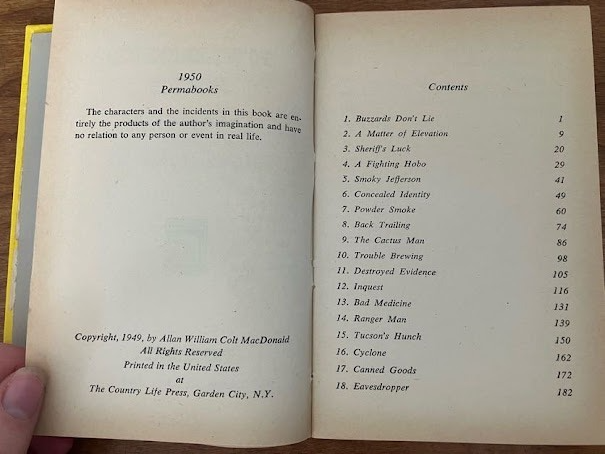 1950
Permabooks
The characters and the incidents in this book are en-
tirely the products of the author's imagination and have
no relation to any person or event in real life.
Copyright, 1949, by Allan William Colt MacDonald
All Rights Reserved
Printed in the United States
at
The Country Life Press, Garden City, N.Y.
Contents
1. Buzzards Don't Lie 1
2. A Matter of Elevation 9
3. Sheriff's Luck 20
4. A Fighting Hobo 29
5. Smoky Jefferson 41
6. Concealed Identity 49
7. Powder Smoke 60
8. Back Trailing 74
9. The Cactus Man 86
10. Trouble Brewing 98
11. Destroyed Evidence 105
12. Inquest 116
13. Bad Medicine 131
14. Ranger Man 139
15. Tucson's Hunch 150
16. Cyclone 162
17. Canned Goods 172
18. Eavesdropper 182